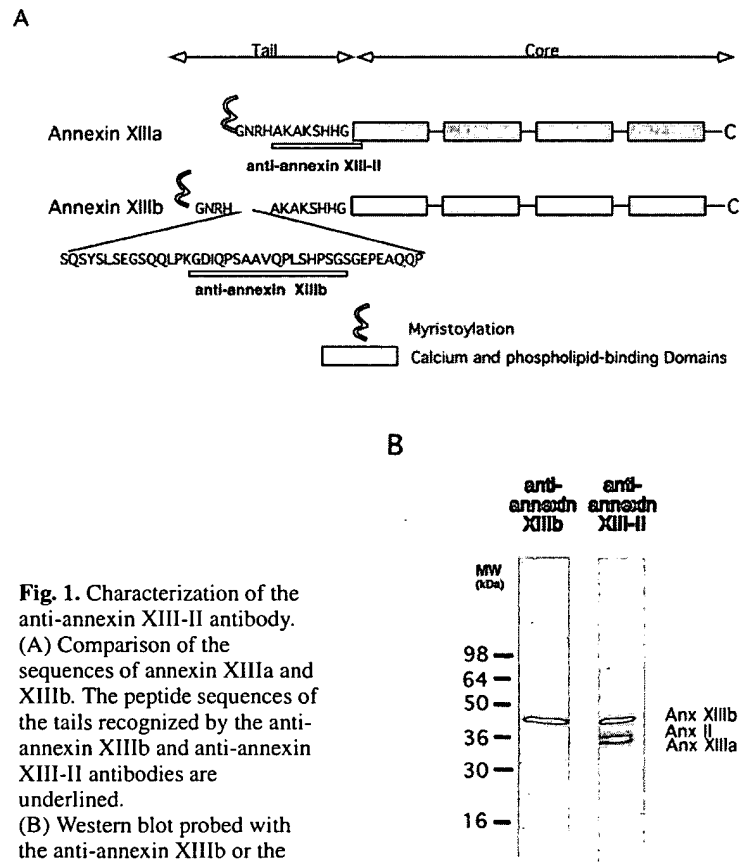 A
Tail Core
Annexin XIIIa GNRHAKAKSHHG C
anti-annexin XIII-II
Annexin XIIIb GNRH AKAKSHHG C
SQSYSLSEGSQQLPKGDIQPSAAVQPLSHPSGSGEPEAQQP
anti-annexin XIIIb
Myristoylation
Calcium and phospholipid-binding Domains
B
anti- anti-
annexin annexin
XIIIb XIII-II
MW
(kDa)
98
64
50
36
30
16
Anx XIIIb
Anx II
Anx XIIIa
Fig. 1. Characterization of the
anti-annexin XIII-II antibody.
(A) Comparison of the
sequences of annexin XIIIa and
XIIIb. The peptide sequences of
the tails recognized by the anti-
annexin XIIIb and anti-annexin
XIII-II antibodies are
underlined.
(B) Western blot probed with
the anti-annexin XIIIb or the